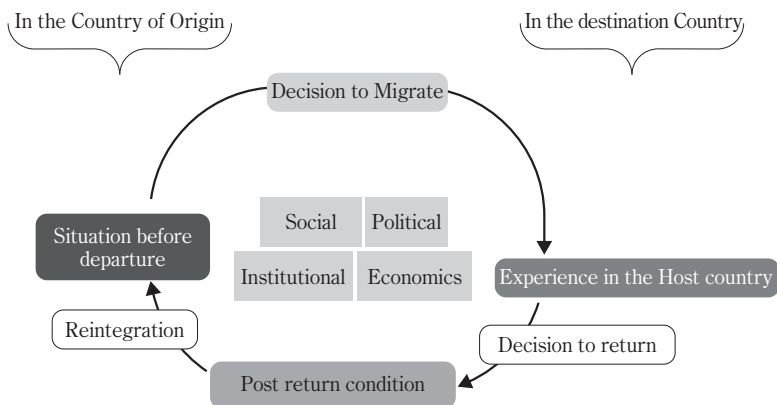 In the Country of Origin
In the destination Country
Decision to Migrate
Social
Political
Situation before
departure
Institutional
Economics
Experience in the Host country
Reintegration
Decision to return
Post return condition